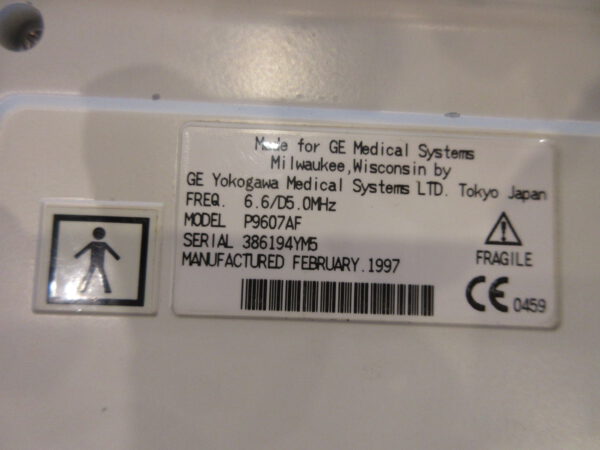 Made for GE Medical Systems
Milwaukee,Wisconsin by
GE Yokogawa Medical Systems LTD. Tokyo Japan
FREQ. 6.6/D5.0MHz
MODEL P9607AF
SERIAL 386194YM5
MANUFACTURED FEBRUARY.1997
FRAGILE
CE 0459